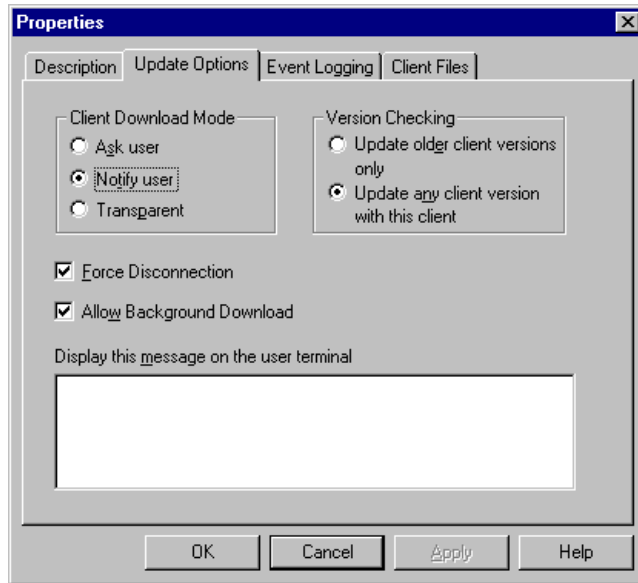 Properties
Description Update Options Event Logging Client Files
Client Download Mode
Ask user
Notify user
Transparent
Version Checking
Update older client versions
only
Update any client version
with this client
Force Disconnection
Allow Background Download
Display this message on the user terminal
OK Cancel Apply Help